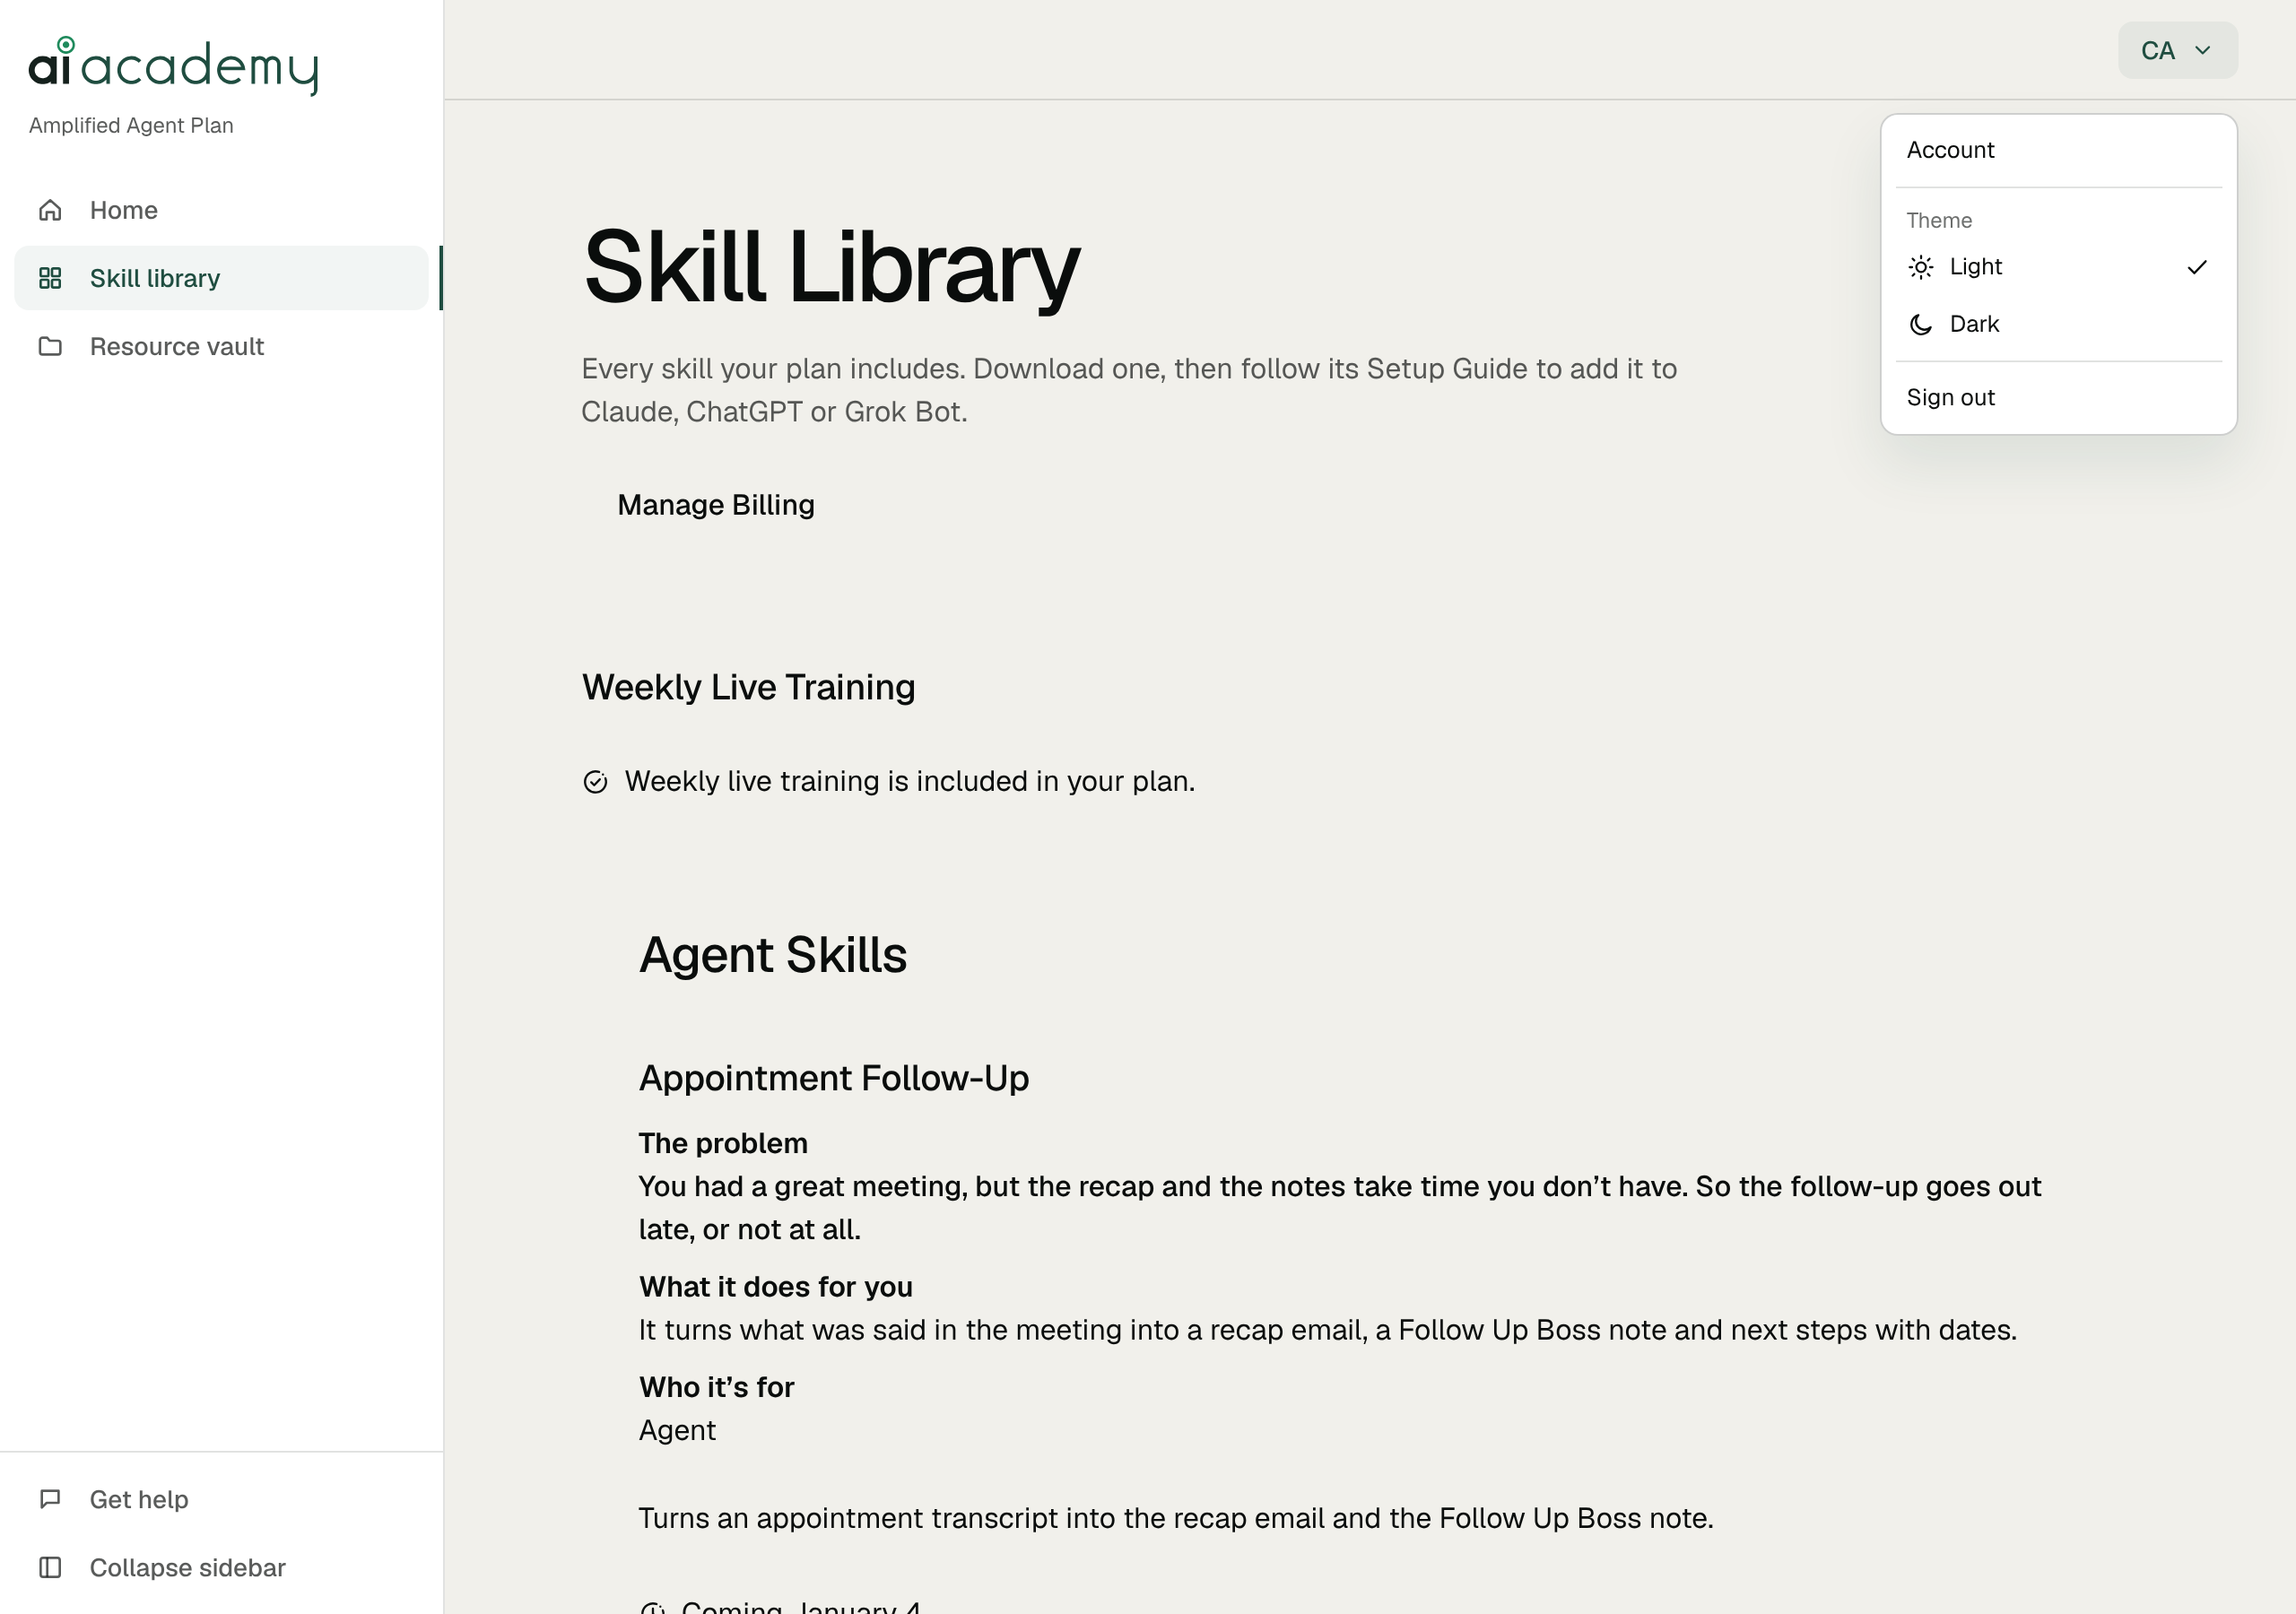 ai academy
Amplified Agent Plan
Home
Skill library
Resource vault
Get help
Collapse sidebar
CA
Account
Theme
Light
Dark
Sign out
Skill Library
Every skill your plan includes. Download one, then follow its Setup Guide to add it to
Claude, ChatGPT or Grok Bot.
Manage Billing
Weekly Live Training
Weekly live training is included in your plan.
Agent Skills
Appointment Follow-Up
The problem
You had a great meeting, but the recap and the notes take time you don’t have. So the follow-up goes out
late, or not at all.
What it does for you
It turns what was said in the meeting into a recap email, a Follow Up Boss note and next steps with dates.
Who it’s for
Agent
Turns an appointment transcript into the recap email and the Follow Up Boss note.
Coming January 4